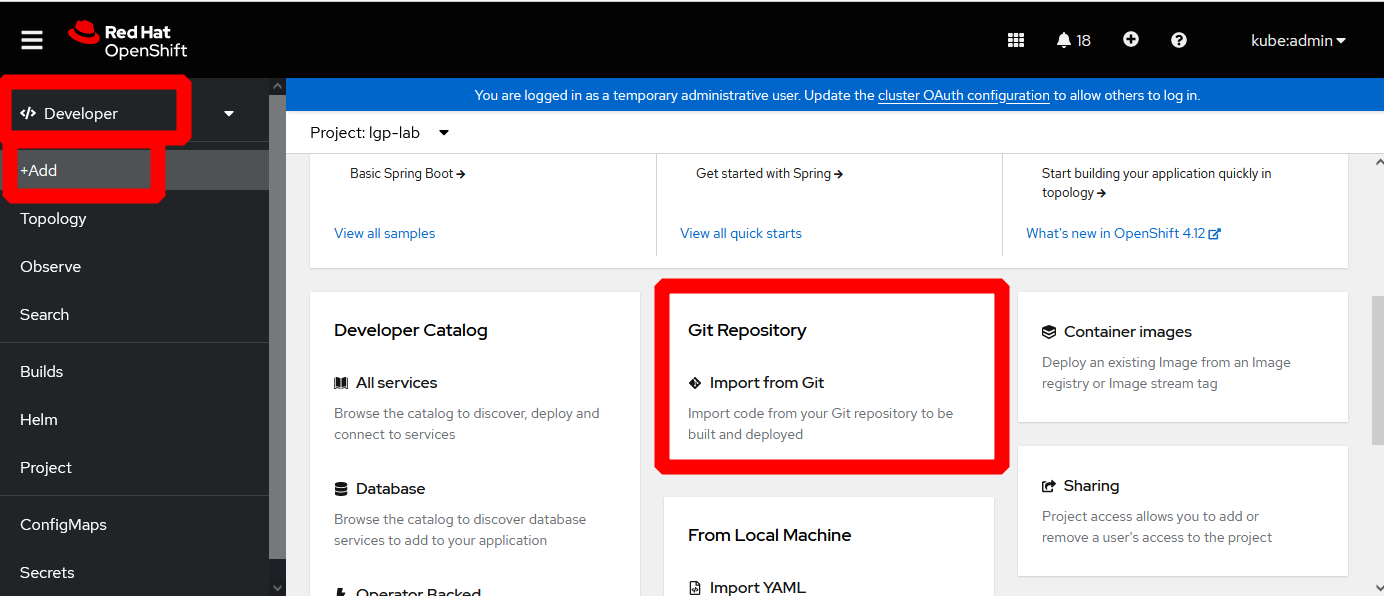 Red Hat
OpenShift
18
kube:admin
Developer
+Add
Topology
Observe
Search
Builds
Helm
Project
ConfigMaps
Secrets
You are logged in as a temporary administrative user. Update the cluster OAuth configuration to allow others to log in.
Project: lgp-lab
Basic Spring Boot
View all samples
Get started with Spring
View all quick starts
Start building your application quickly in
topology
What's new in OpenShift 4.12
Developer Catalog
All services
Browse the catalog to discover, deploy and
connect to services
Database
Browse the catalog to discover database
services to add to your application
Operator Backed
Git Repository
Import from Git
Import code from your Git repository to be
built and deployed
From Local Machine
Import YAML
Container images
Deploy an existing Image from an Image
registry or Image stream tag
Sharing
Project access allows you to add or
remove a user's access to the project